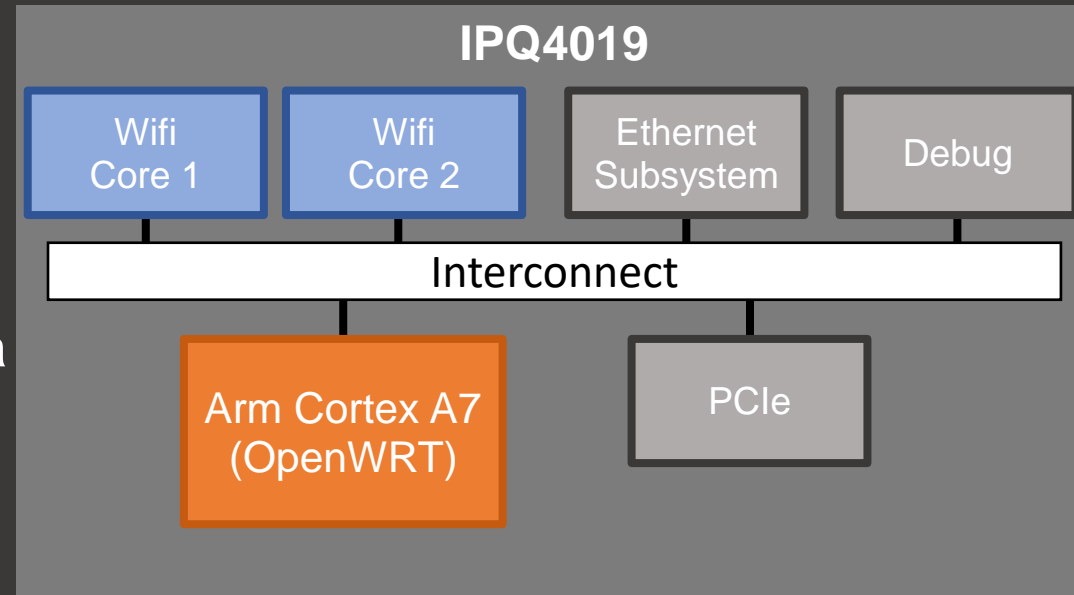 IPQ4019
Wifi
Core 1
Wifi
Core 2
Ethernet
Subsystem
Debug
Interconnect
Arm Cortex A7
(OpenWRT)
PCIe